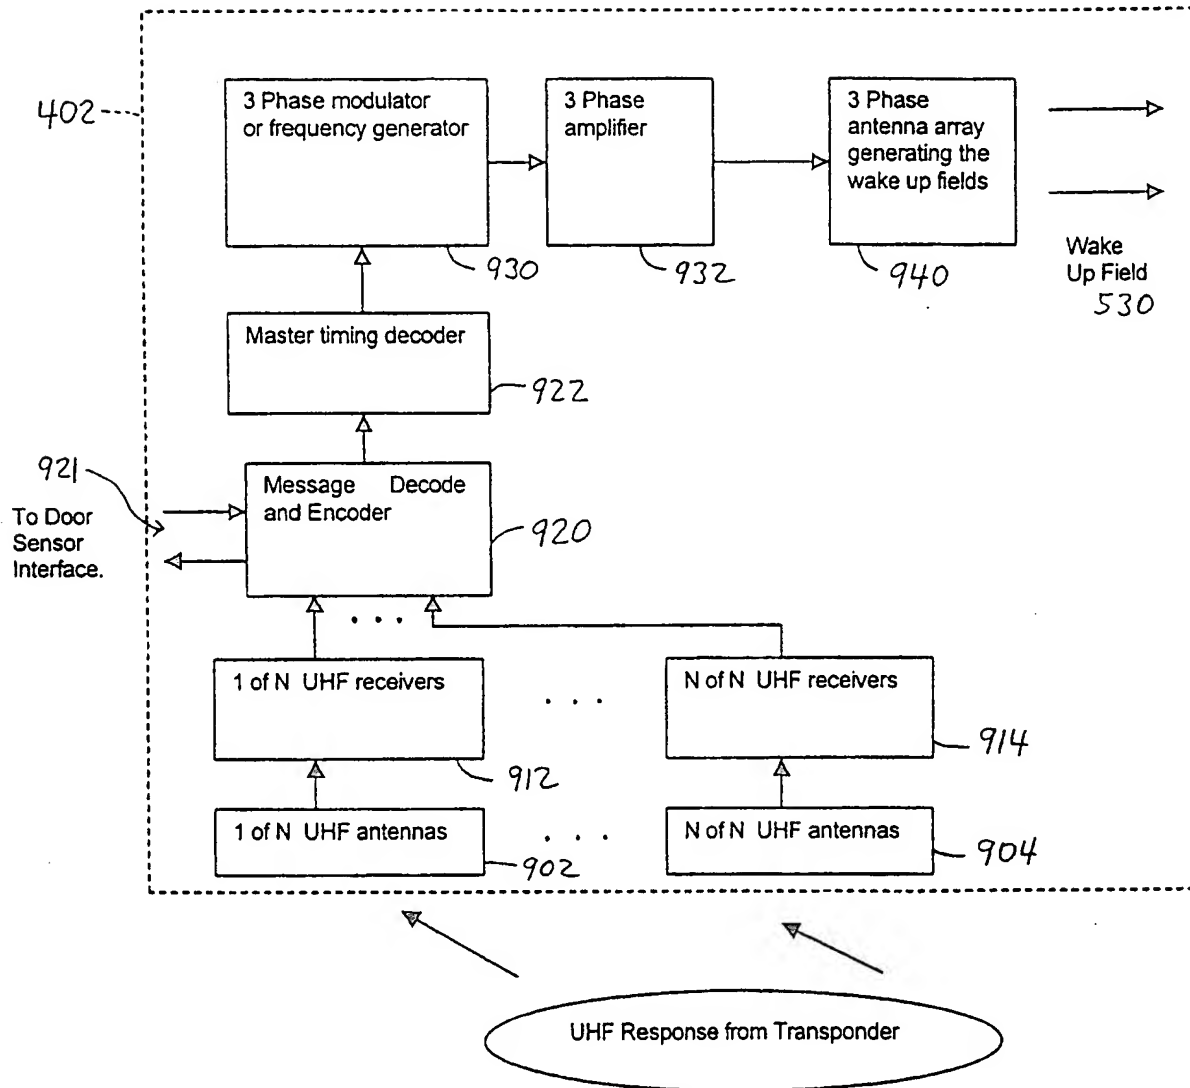 402
3 Phase modulator
or frequency generator
930
3 Phase
amplifier
932
3 Phase
antenna array
generating the
wake up fields
940
Wake
Up Field
530
Master timing decoder
922
921
To Door
Sensor
Interface.
Message Decode
and Encoder
920
. . .
1 of N UHF receivers
912
. . .
N of N UHF receivers
914
1 of N UHF antennas
902
. . .
N of N UHF antennas
904
UHF Response from Transponder